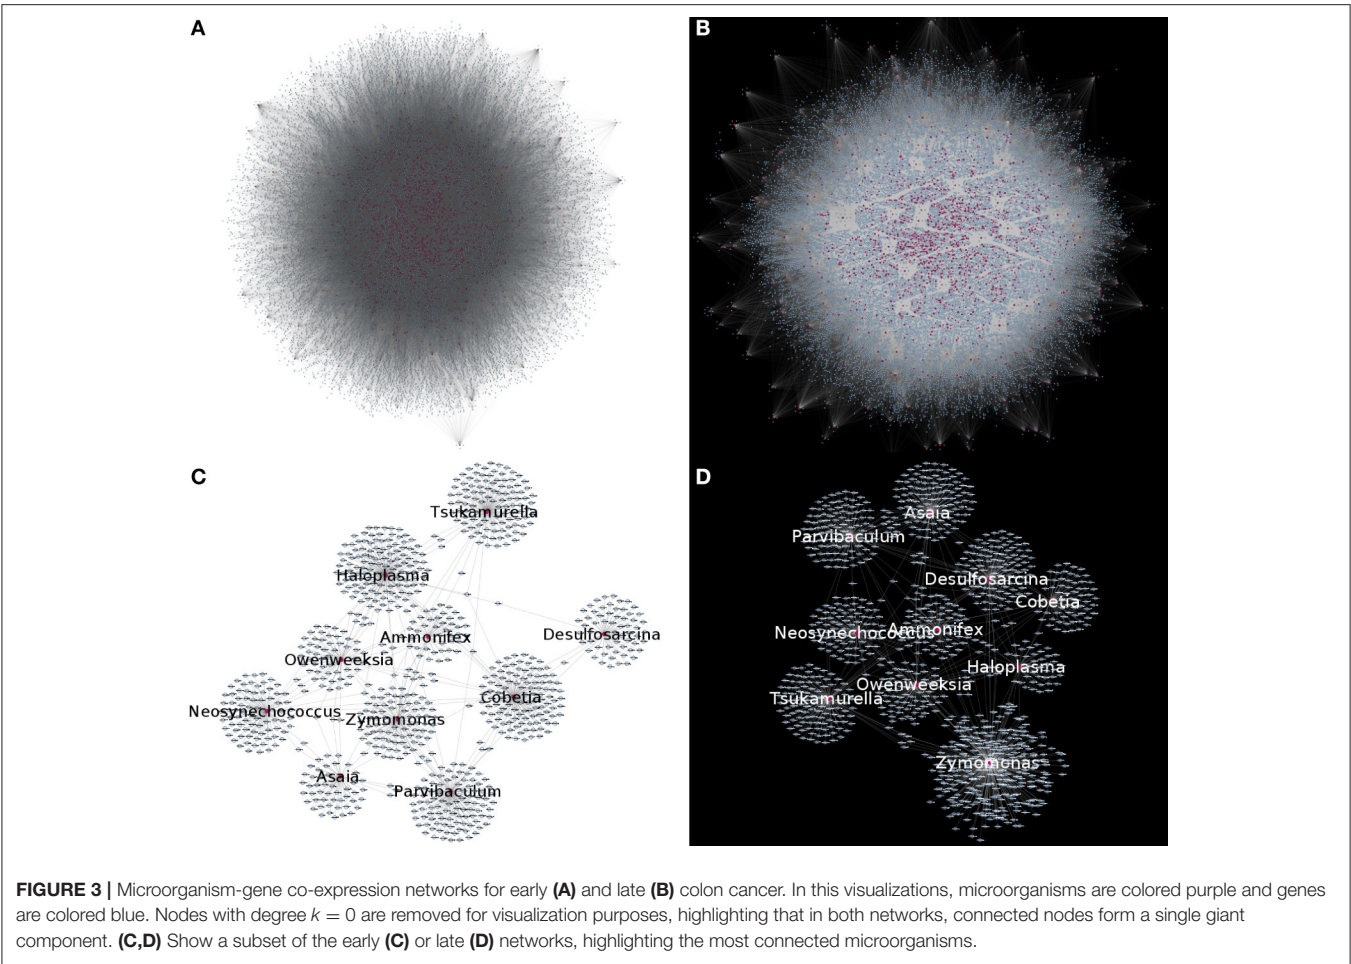 A
B
C
Tsukamurella
Haloplasma
Ammonifex
Desulfosarcina
Owenweeksia
Cobetia
Neosynechococcus
Zymomonas
Asaia
Parvibaculum
D
Asaia
Parvibaculum
Desulfosarcina
Cobetia
Neosynechococcus
Ammonifex
Haloplasma
Owenweeksia
Tsukamurella
Zymomonas
FIGURE 3 | Microorganism-gene co-expression networks for early (A) and late (B) colon cancer. In this visualizations, microorganisms are colored purple and genes
are colored blue. Nodes with degree k = 0 are removed for visualization purposes, highlighting that in both networks, connected nodes form a single giant
component. (C,D) Show a subset of the early (C) or late (D) networks, highlighting the most connected microorganisms.